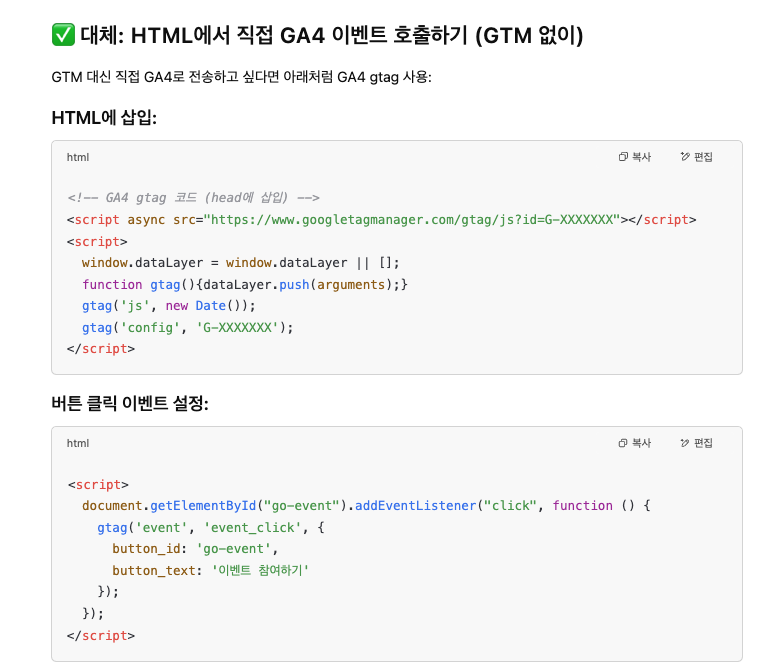 ✅ 대체: HTML에서 직접 GA4 이벤트 호출하기 (GTM 없이)
GTM 대신 직접 GA4로 전송하고 싶다면 아래처럼 GA4 gtag 사용:
HTML에 삽입:
html 복사 편집
<!-- GA4 gtag 코드 (head에 삽입) -->
<script async src="https://www.googletagmanager.com/gtag/js?id=G-XXXXXXX"></script>
<script>
  window.dataLayer = window.dataLayer || [];
  function gtag(){dataLayer.push(arguments);}
  gtag('js', new Date());
  gtag('config', 'G-XXXXXXX');
</script>
버튼 클릭 이벤트 설정:
html 복사 편집
<script>
  document.getElementById("go-event").addEventListener("click", function () {
    gtag('event', 'event_click', {
      button_id: 'go-event',
      button_text: '이벤트 참여하기'
    });
  });
</script>